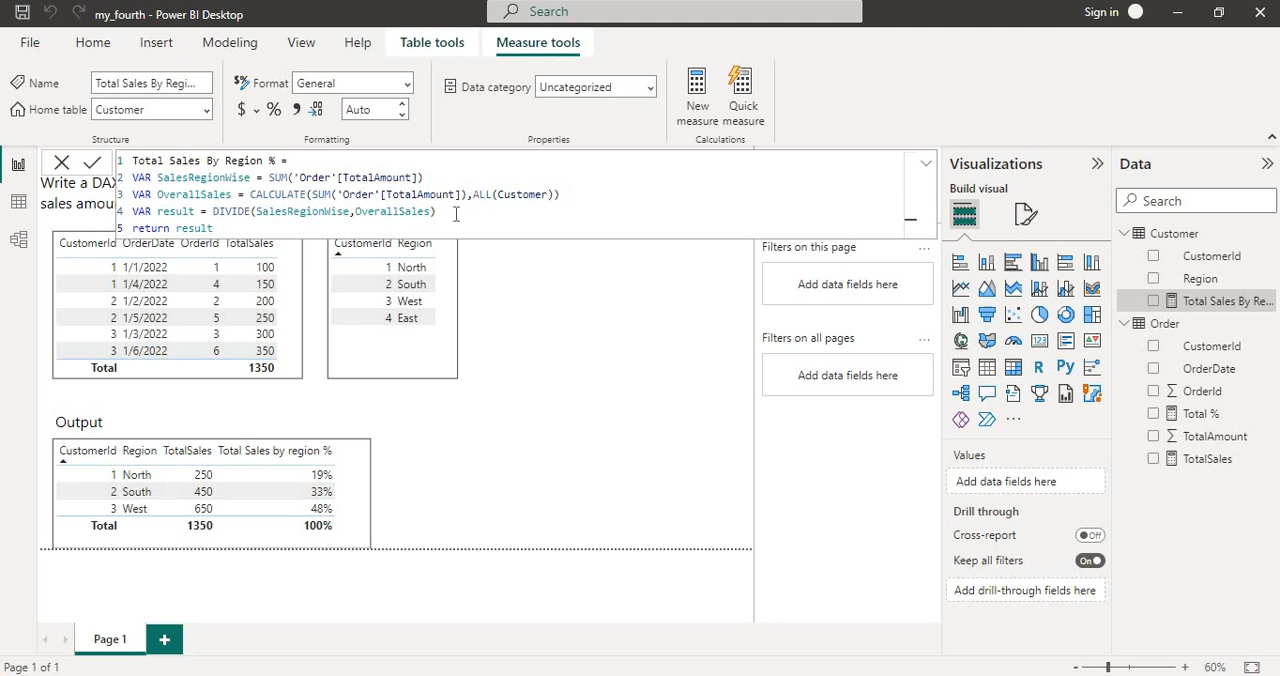 my_fourth - Power BI Desktop
Search
Sign in
File Home Insert Modeling View Help Table tools Measure tools
Name Total Sales By Regi...
Home table Customer
Structure
Format General
$ % , Auto
Formatting
Data category Uncategorized
Properties
New measure
Quick measure
Calculations
Write a DAX
sales amou
1 Total Sales By Region % =
2 VAR SalesRegionWise = SUM('Order'[TotalAmount])
3 VAR OverallSales = CALCULATE(SUM('Order'[TotalAmount]),ALL(Customer))
4 VAR result = DIVIDE(SalesRegionWise,OverallSales)
5 return result
CustomerId OrderDate OrderId TotalSales
1 1/1/2022 1 100
1 1/4/2022 4 150
2 1/2/2022 2 200
2 1/5/2022 5 250
3 1/3/2022 3 300
3 1/6/2022 6 350
Total 1350
CustomerId Region
1 North
2 South
3 West
4 East
Output
CustomerId Region TotalSales Total Sales by region %
1 North 250 19%
2 South 450 33%
3 West 650 48%
Total 1350 100%
Filters on this page ...
Add data fields here
Filters on all pages ...
Add data fields here
Visualizations
Build visual
R Py
123
...
Values
Add data fields here
Drill through
Cross-report Off
Keep all filters On
Add drill-through fields here
Data
Search
Customer
CustomerId
Region
Total Sales By Re...
Order
CustomerId
OrderDate
OrderId
Total %
TotalAmount
TotalSales
Page 1
Page 1 of 1
- + 60%